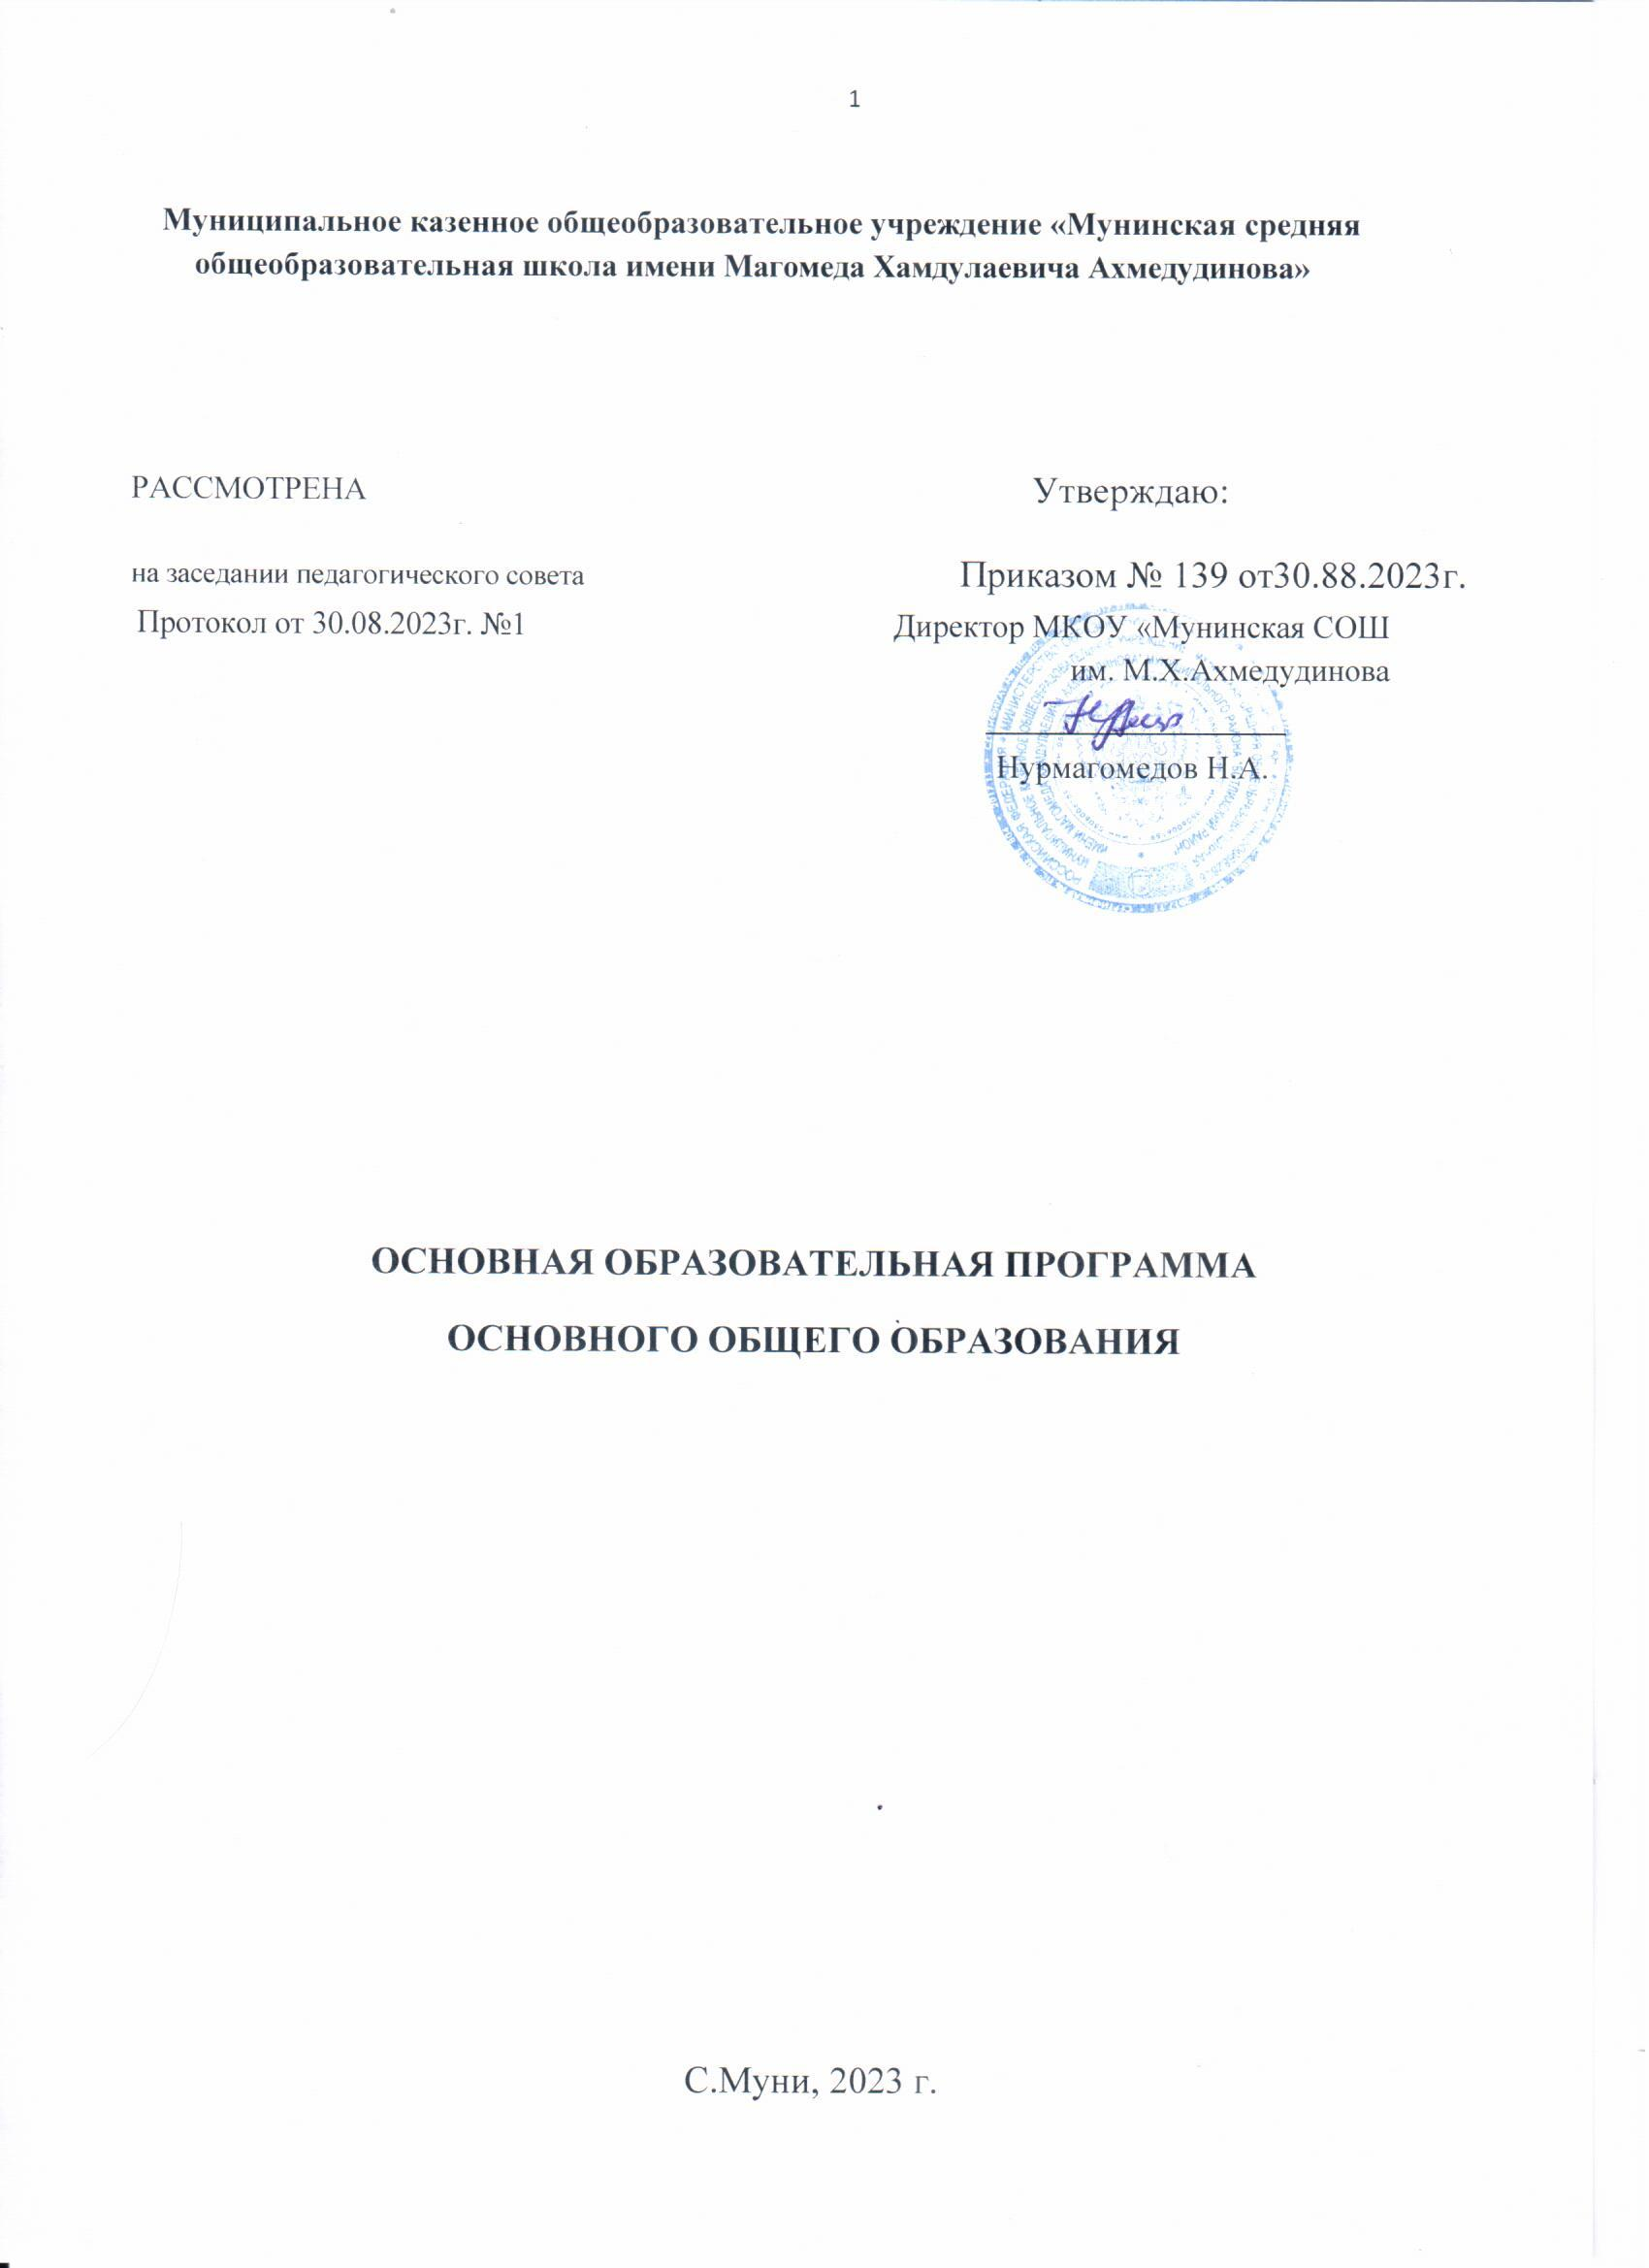 1
Муниципальное казенное общеобразовательное учреждение «Мунинская средняя
общеобразовательная школа имени Магомеда Хамдулаевича Ахмедудинова»
РАССМОТРЕНА
Утверждаю:
на заседании педагогического совета
Приказом № 139 от30.88.2023г.
Протокол от 30.08.2023г. №1
Директор МКОУ «Мунинская СОШ
им. М.Х.Ахмедудинова
Нурмагомедов Н.А.
ОСНОВНАЯ ОБРАЗОВАТЕЛЬНАЯ ПРОГРАММА
ОСНОВНОГО ОБЩЕГО ОБРАЗОВАНИЯ
С.Муни, 2023 г.